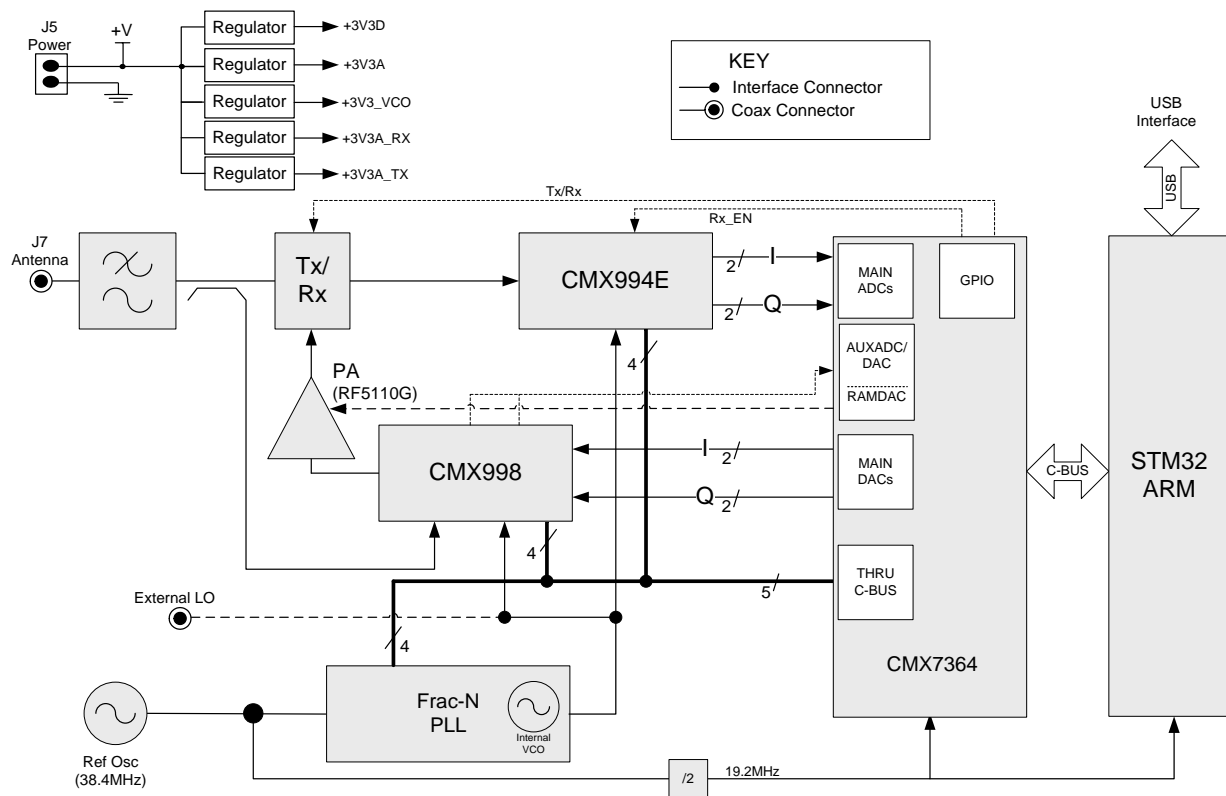 J5
Power
+V
Regulator
+3V3D
Regulator
+3V3A
Regulator
+3V3_VCO
Regulator
+3V3A_RX
Regulator
+3V3A_TX
KEY
Interface Connector
Coax Connector
USB
Interface
USB
Tx/Rx
Rx_EN
J7
Antenna
Tx/
Rx
CMX994E
2
I
2
Q
MAIN
ADCs
GPIO
4
AUXADC/
DAC
RAMDAC
PA
(RF5110G)
CMX998
I
2
Q
2
MAIN
DACs
C-BUS
STM32
ARM
4
5
THRU
C-BUS
External LO
4
CMX7364
Frac-N
PLL
Internal
VCO
Ref Osc
(38.4MHz)
/2
19.2MHz